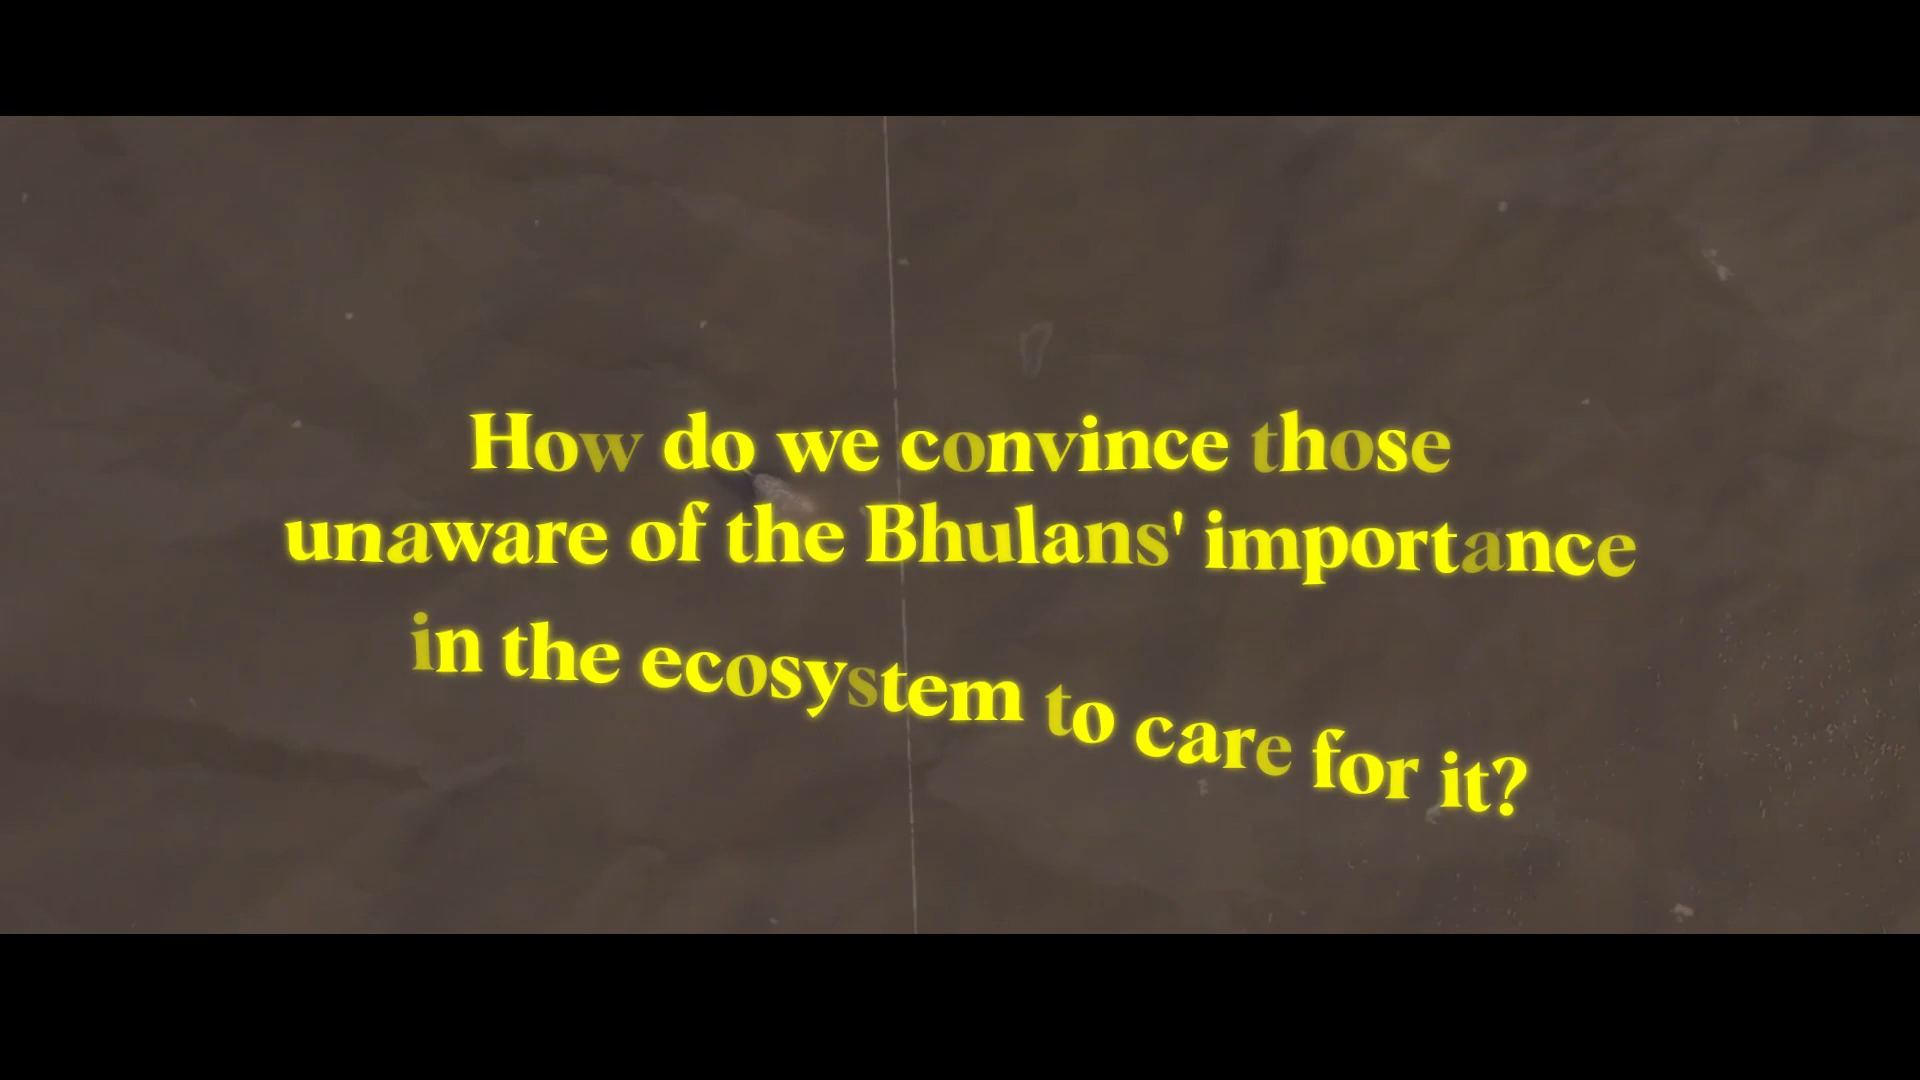 How do we convince those
unaware of the Bhulans' importance
in the ecosystem to care for it?